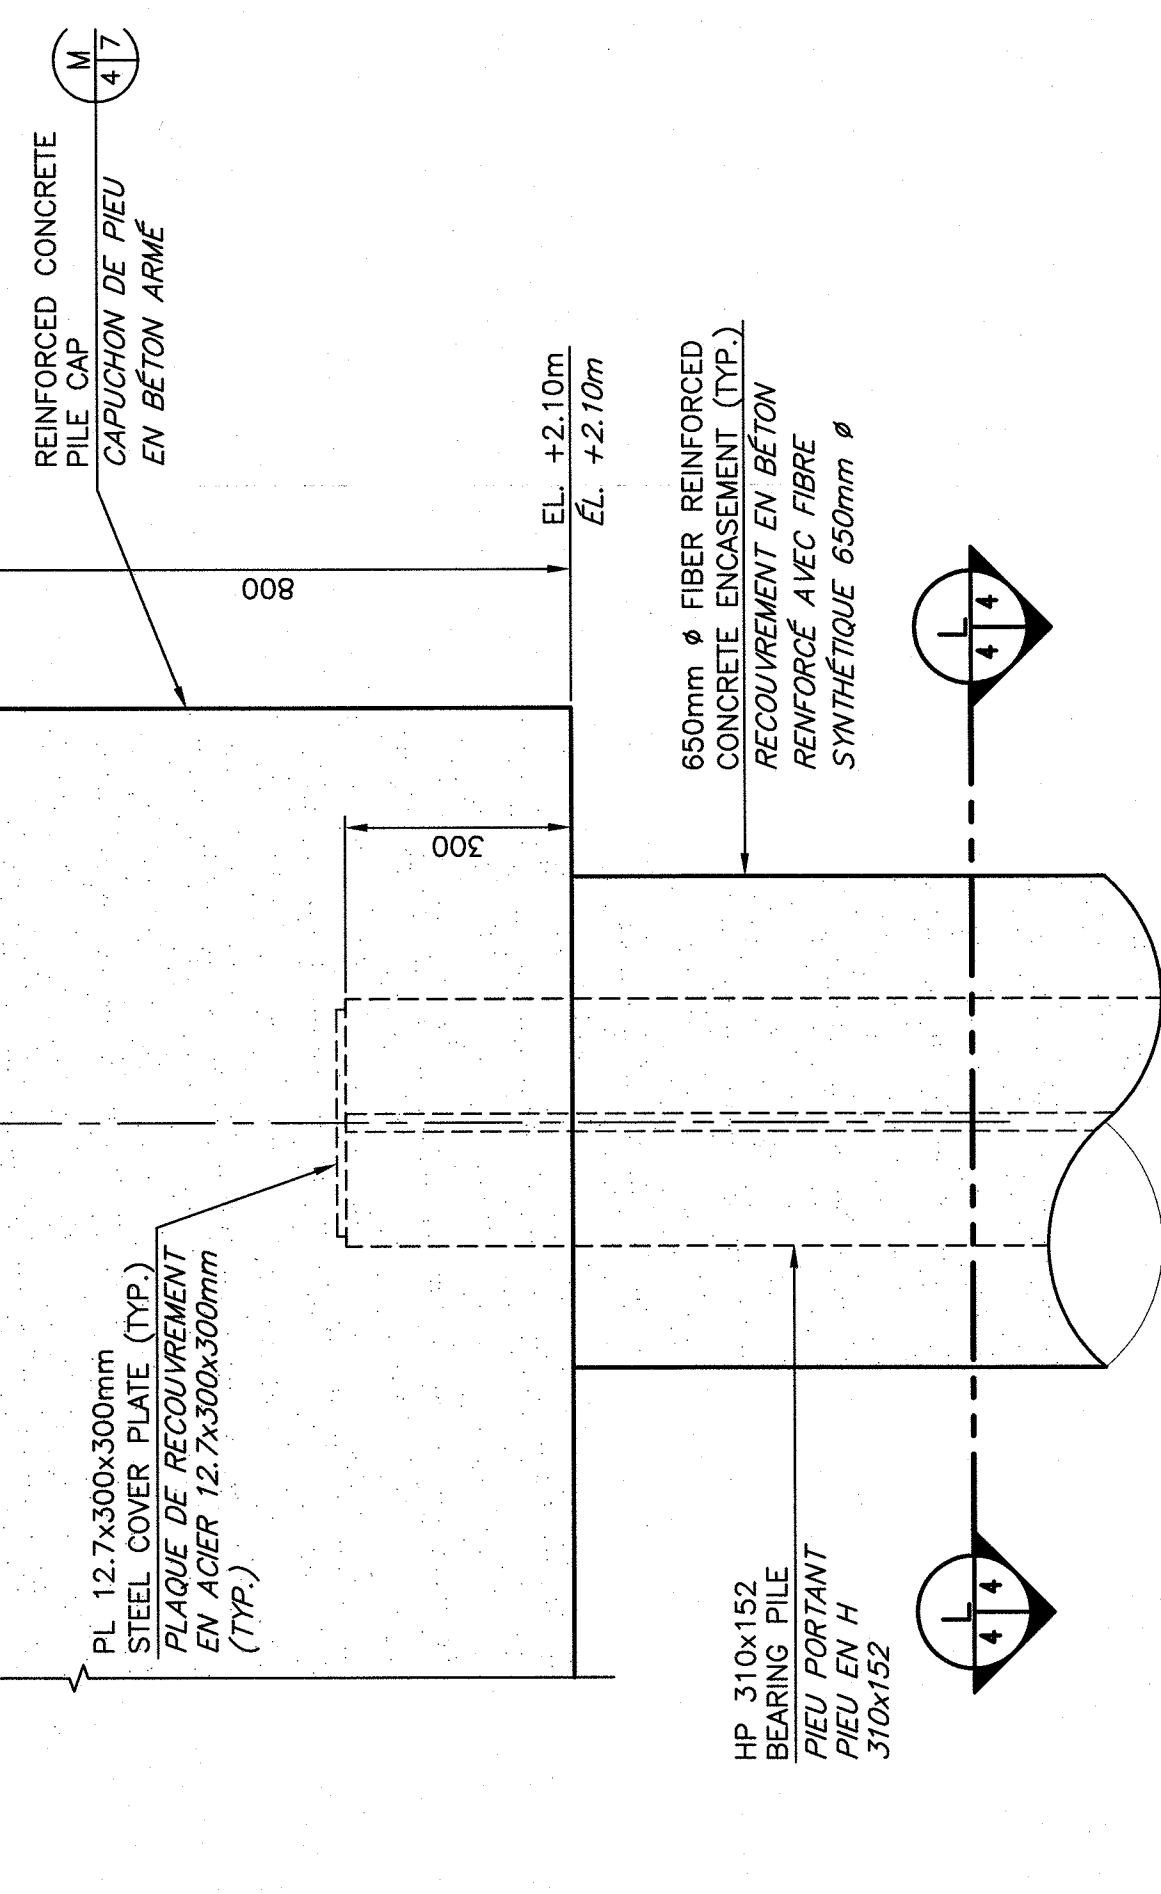 REINFORCED CONCRETE
PILE CAP
CAPUCHON DE PIEU
EN BÉTON ARMÉ
M
4 7
800
EL. +2.10m
ÉL. +2.10m
300
650mm ø FIBER REINFORCED
CONCRETE ENCASEMENT (TYP.)
RECOUVREMENT EN BÉTON
RENFORCÉ AVEC FIBRE
SYNTHÉTIQUE 650mm ø
L
4 4
PL 12.7x300x300mm
STEEL COVER PLATE (TYP.)
PLAQUE DE RECOUVREMENT
EN ACIER 12.7x300x300mm
(TYP.)
HP 310x152
BEARING PILE
PIEU PORTANT
PIEU EN H
310x152
L
4 4